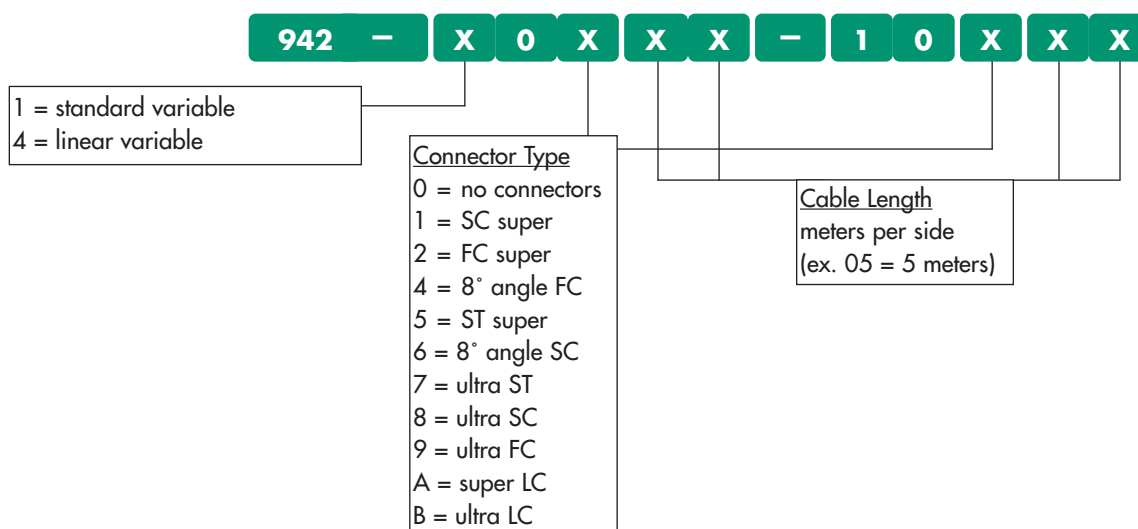 942 – X 0 X X X – 1 0 X X X
1 = standard variable
4 = linear variable
Connector Type
0 = no connectors
1 = SC super
2 = FC super
4 = 8° angle FC
5 = ST super
6 = 8° angle SC
7 = ultra ST
8 = ultra SC
9 = ultra FC
A = super LC
B = ultra LC
Cable Length
meters per side
(ex. 05 = 5 meters)